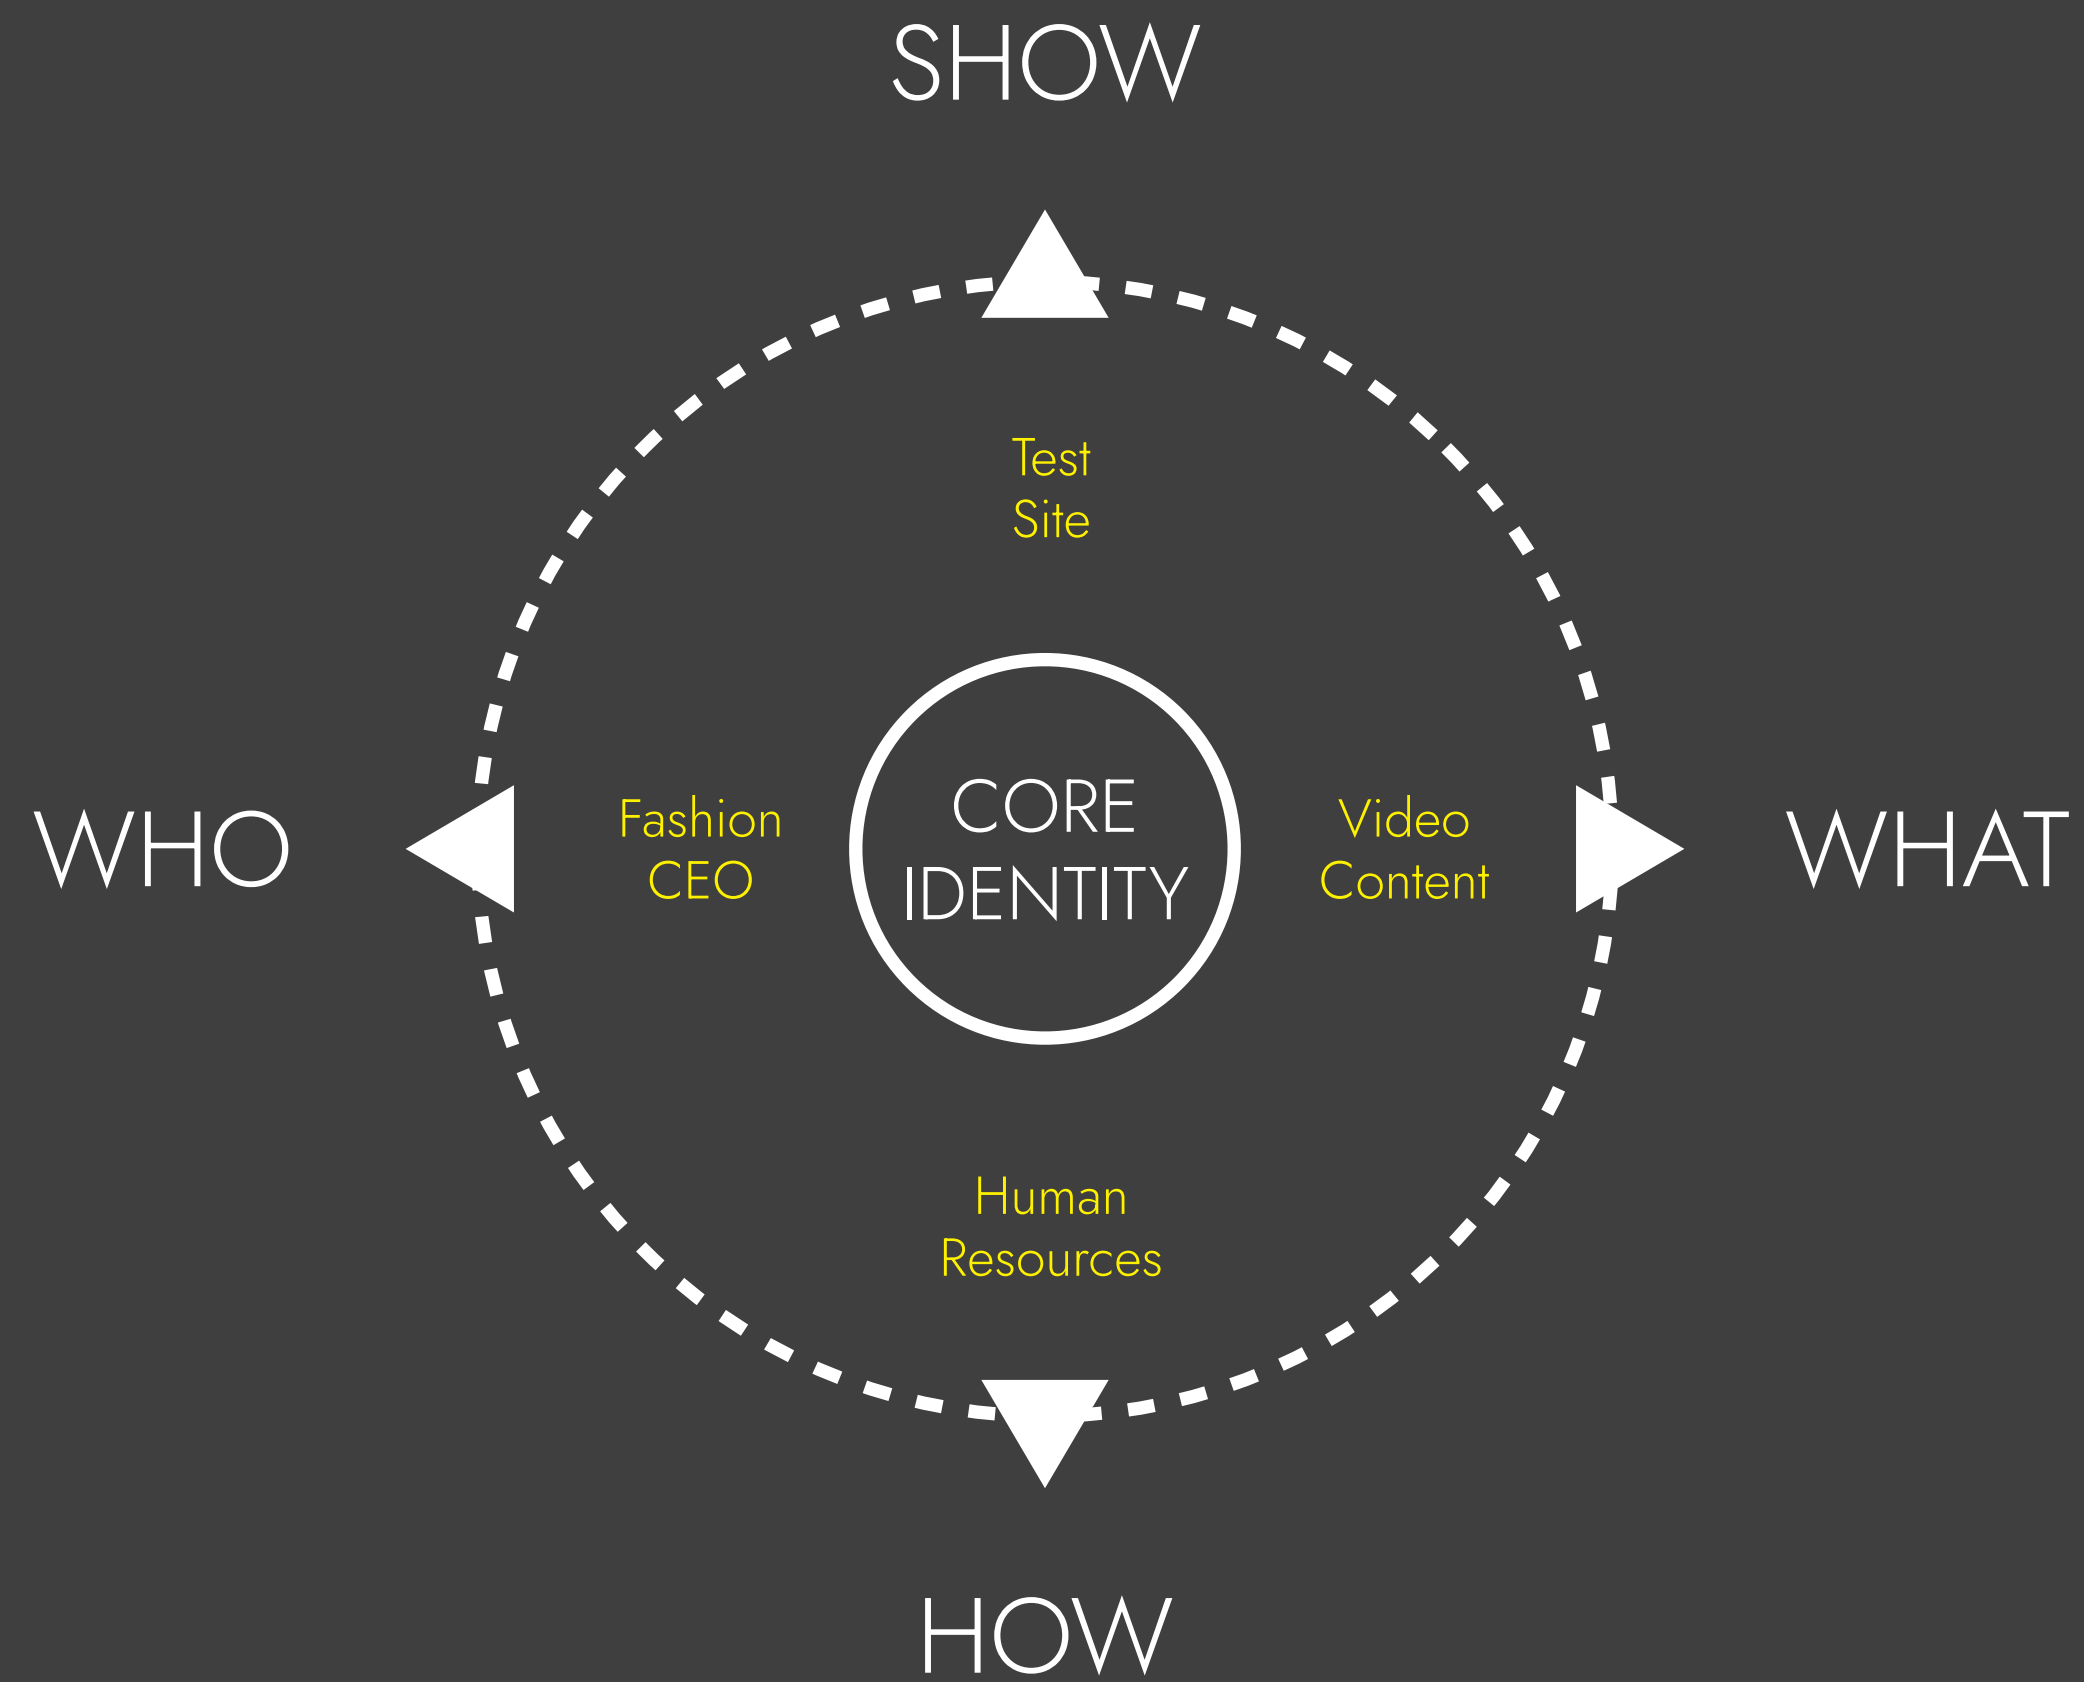 SHOW
Test
Site
WHO
Fashion
CEO
CORE
IDENTITY
Video
Content
WHAT
Human
Resources
HOW